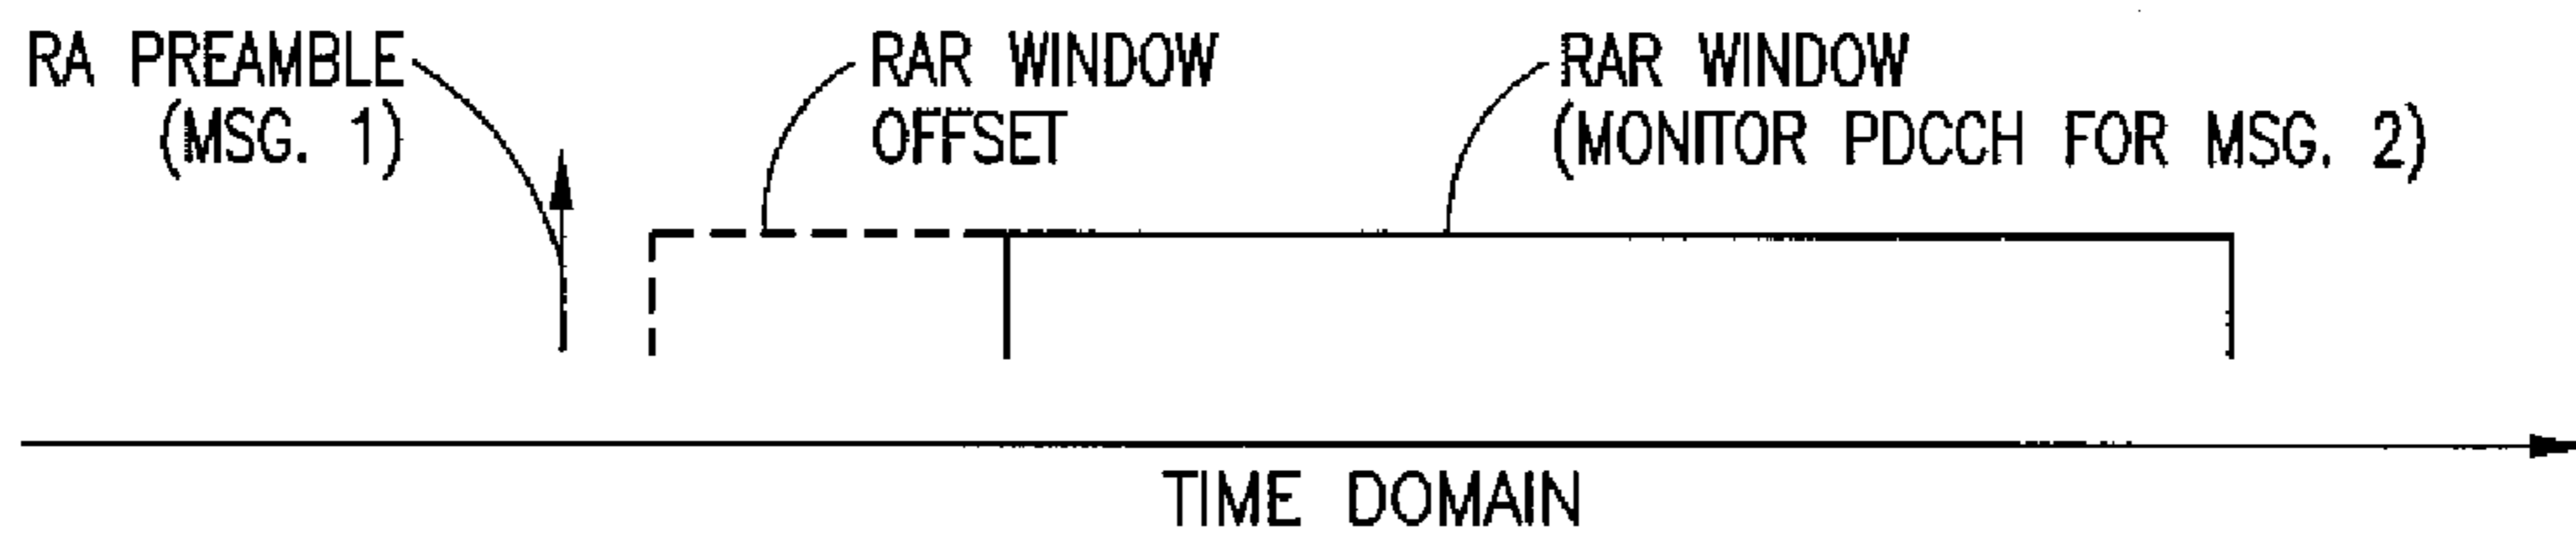 RA PREAMBLE
(MSG. 1)
RAR WINDOW
OFFSET
RAR WINDOW
(MONITOR PDCCH FOR MSG. 2)
TIME DOMAIN